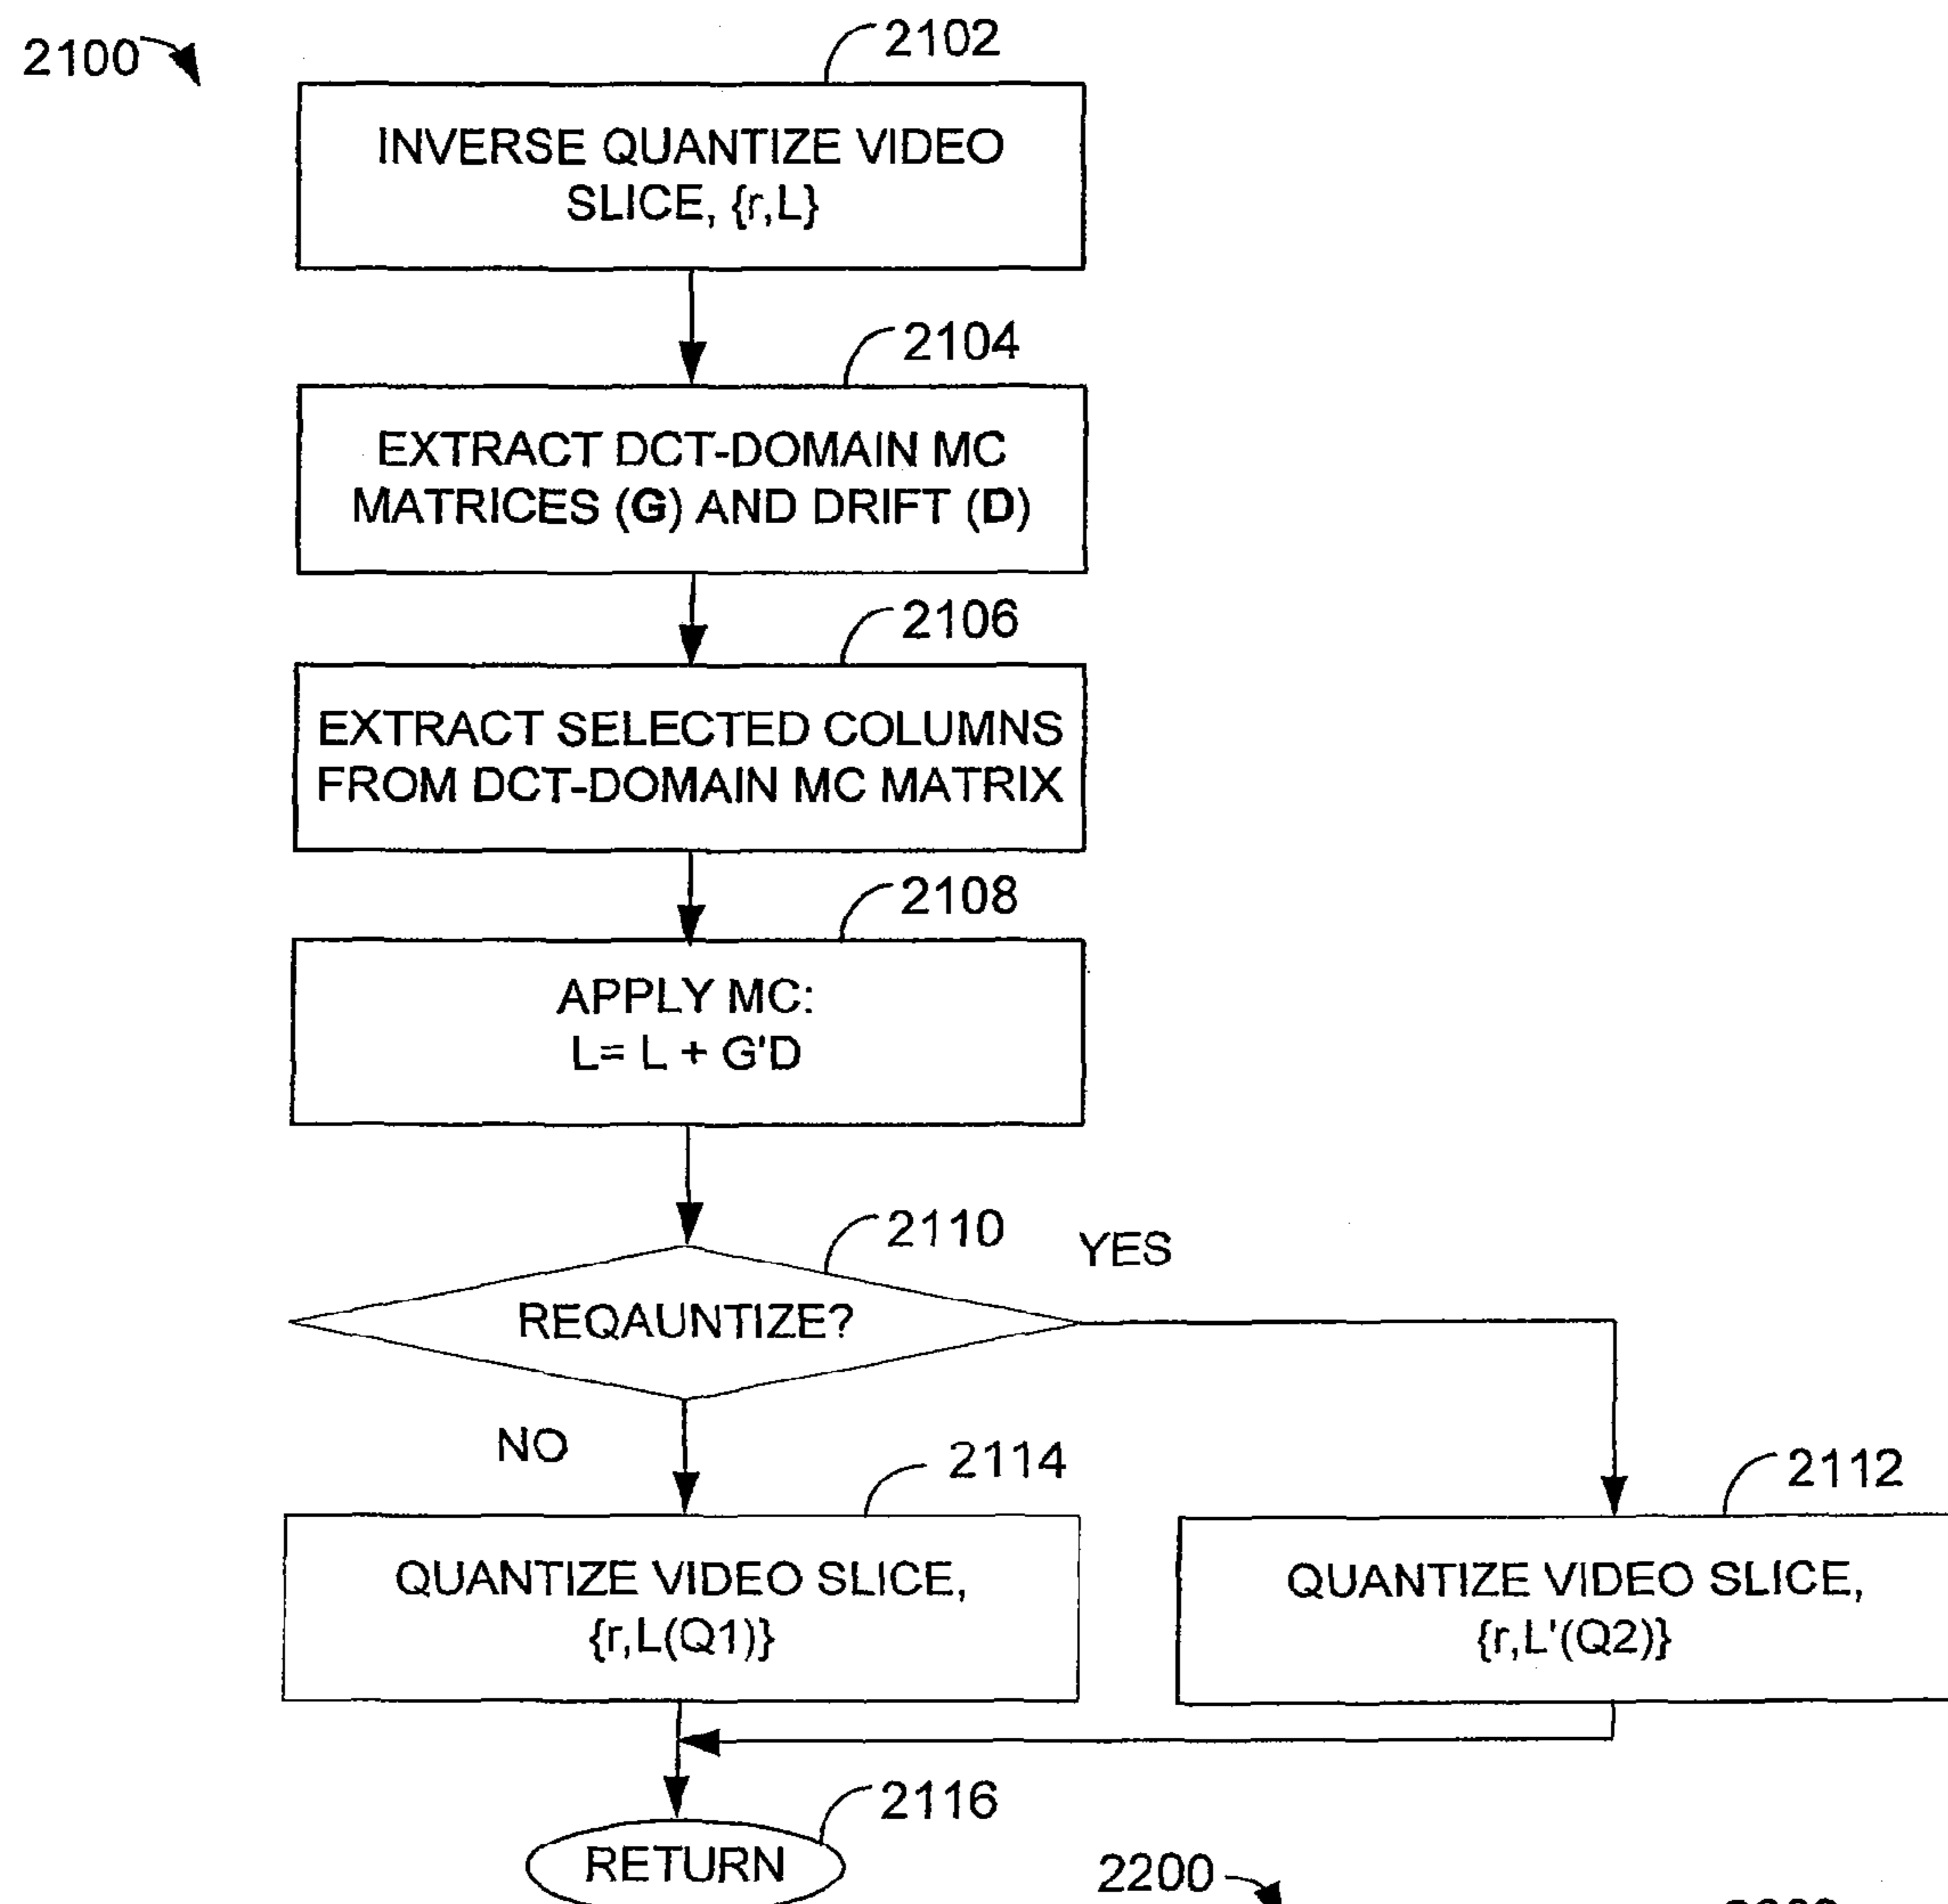 2100
2102
INVERSE QUANTIZE VIDEO
SLICE, {r,L}
2104
EXTRACT DCT-DOMAIN MC
MATRICES (G) AND DRIFT (D)
2106
EXTRACT SELECTED COLUMNS
FROM DCT-DOMAIN MC MATRIX
2108
APPLY MC:
L= L + G'D
2110
YES
REQAUNTIZE?
NO
2114
2112
QUANTIZE VIDEO SLICE,
{r,L(Q1)}
QUANTIZE VIDEO SLICE,
{r,L'(Q2)}
2116
RETURN
2200